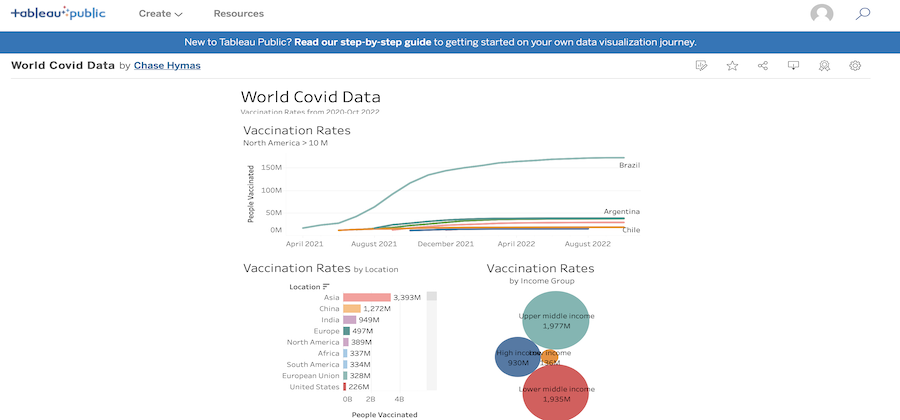 +ableau public
Create
Resources
New to Tableau Public? Read our step-by-step guide to getting started on your own data visualization journey.
World Covid Data by Chase Hymas
World Covid Data
Vaccination Rates from 2020-Oct 2022
Vaccination Rates
North America > 10 M
People Vaccinated
150M
100M
50M
0M
Brazil
Argentina
Chile
April 2021
August 2021
December 2021
April 2022
August 2022
Vaccination Rates by Location
Location
Asia 3,393M
China 1,272M
India 949M
Europe 497M
North America 389M
Africa 337M
South America 334M
European Union 328M
United States 226M
0B 2B 4B
People Vaccinated
Vaccination Rates
by Income Group
Upper middle income
1,977M
High income
930M
Low income
136M
Lower middle income
1,935M